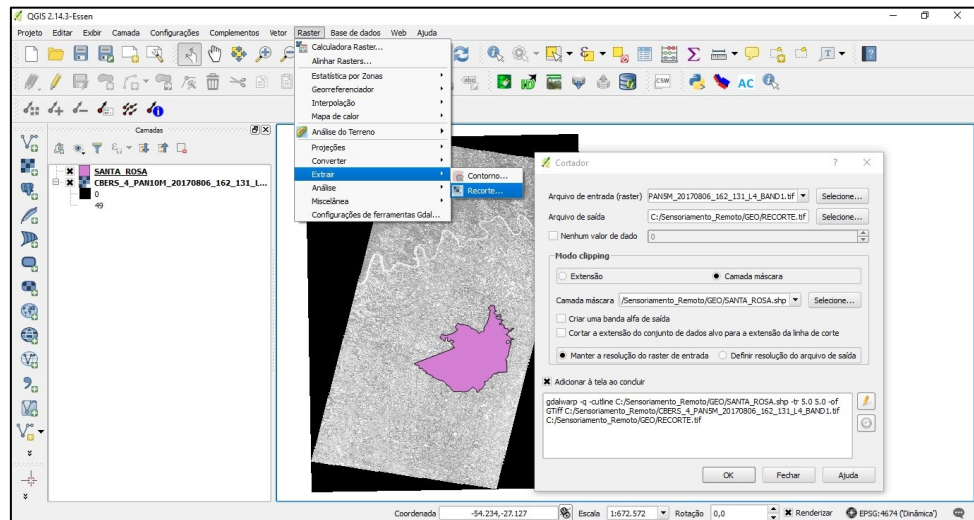 QGIS 2.14.3-Essen
Projeto Editar Exibir Camada Configurações Complementos Vetor Raster Base de dados Web Ajuda
Calculadora Raster...
Alinhar Rasters...
Estatística por Zonas
Georreferenciador
Interpolação
Mapa de calor
Análise do Terreno
Projeções
Converter
Extrair
Análise
Miscelânea
Configurações de ferramentas Gdal...
Contorno...
Recorte...
abc
CSW
AC
Camadas
SANTA_ROSA
CBERS_4_PAN10M_20170806_162_131_L...
0
49
Cortador
Arquivo de entrada (raster) PAN5M_20170806_162_131_L4_BAND1.tif Selecione...
Arquivo de saída C:/Sensoriamento_Remoto/GEO/RECORTE.tif Selecione...
Nenhum valor de dado 0
Modo clipping
Extensão Camada máscara
Camada máscara /Sensoriamento_Remoto/GEO/SANTA_ROSA.shp Selecione...
Criar uma banda alfa de saída
Cortar a extensão do conjunto de dados alvo para a extensão da linha de corte
Manter a resolução do raster de entrada Definir resolução do arquivo de saída
Adicionar à tela ao concluir
gdalwarp -q -cutline C:/Sensoriamento_Remoto/GEO/SANTA_ROSA.shp -tr 5.0 5.0 -of
GTiff C:/Sensoriamento_Remoto/CBERS_4_PAN5M_20170806_162_131_L4_BAND1.tif
C:/Sensoriamento_Remoto/GEO/RECORTE.tif
OK Fechar Ajuda
Coordenada -54.234,-27.127 Escala 1:672.572 Rotação 0,0 Renderizar EPSG:4674 ('Dinâmica')